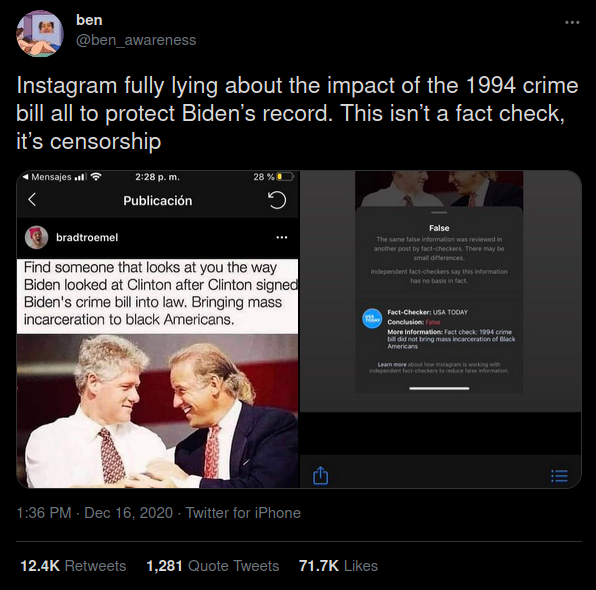 ben
@ben_awareness
Instagram fully lying about the impact of the 1994 crime
bill all to protect Biden's record. This isn't a fact check,
it's censorship
Mensajes
2:28 p. m.
28 %
Publicación
bradtroemel
Find someone that looks at you the way
Biden looked at Clinton after Clinton signed
Biden's crime bill into law. Bringing mass
incarceration to black Americans.
False
The same false information was reviewed in
another post by fact-checkers. There may be
small differences.
Independent fact-checkers say this information
has no basis in fact.
USA TODAY
Fact-Checker: USA TODAY
Conclusion: False
More Information: Fact check: 1994 crime
bill did not bring mass incarceration of Black
Americans
Learn more about how Instagram is working with
independent fact-checkers to reduce false information.
1:36 PM · Dec 16, 2020 · Twitter for iPhone
12.4K Retweets 1,281 Quote Tweets 71.7K Likes